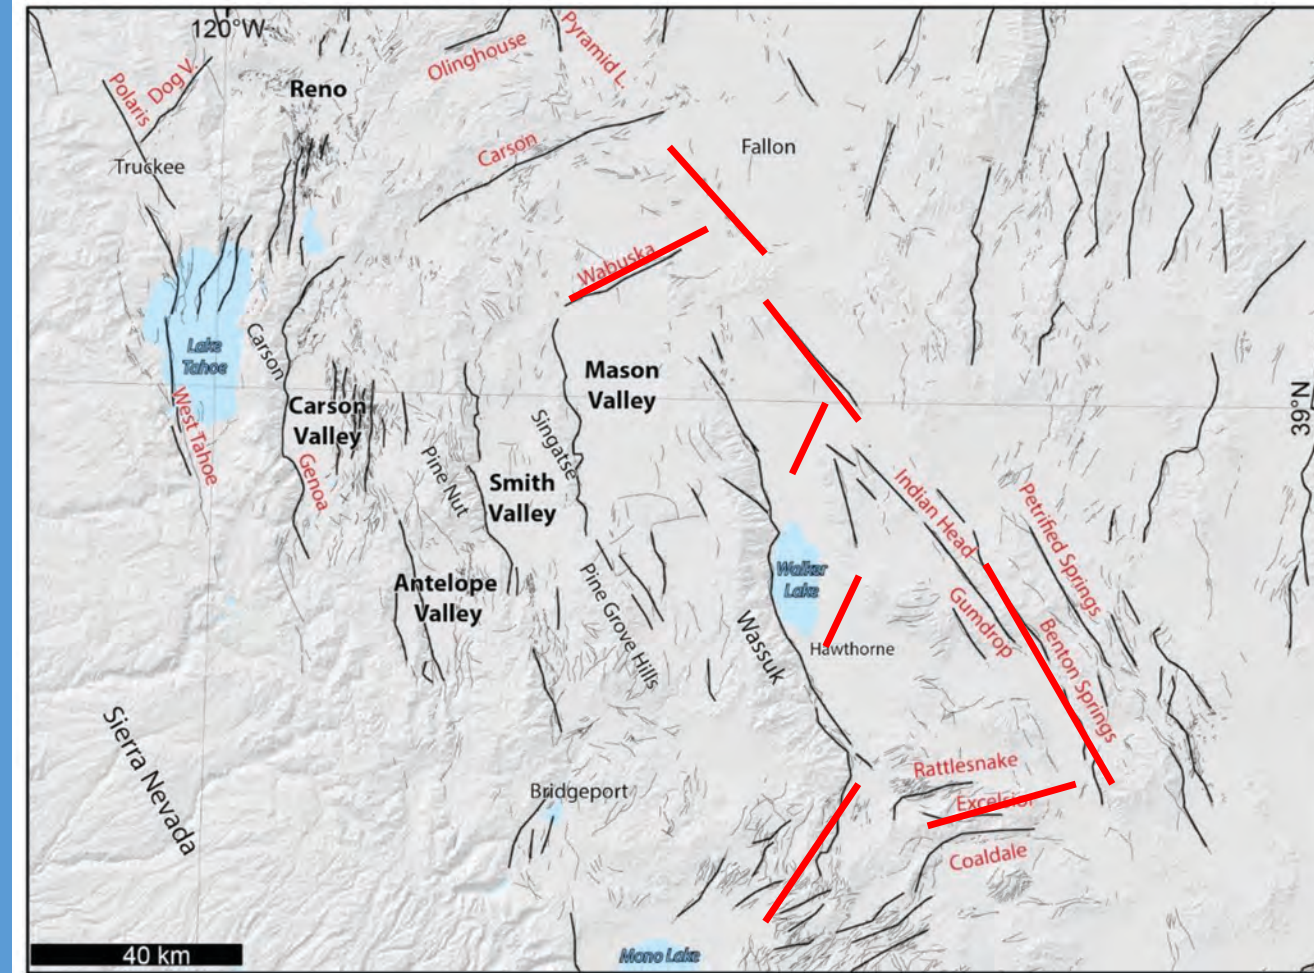 120°W
Pyramid L.
Olinghouse
Dog V.
Polaris
Reno
Carson
Fallon
Truckee
Wabuska
Lake
Tahoe
Carson
Mason
Valley
39°N
West Tahoe
Carson
Valley
Singatse
Genoa
Pine Nut
Smith
Valley
Indian Head
Petrified Springs
Walker
Lake
Antelope
Valley
Pine Grove Hills
Gumdrop
Wassuk
Hawthorne
Benton Springs
Sierra Nevada
Rattlesnake
Bridgeport
Excelsior
Coaldale
40 km
Mono Lake